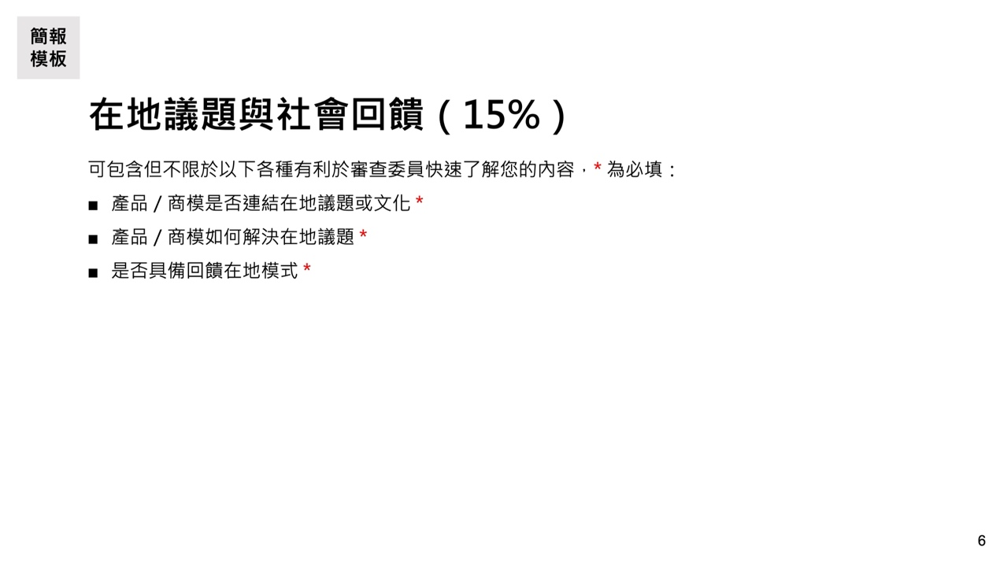 簡報
模板
在地議題與社會回饋（15%）
可包含但不限於以下各種有利於審查委員快速了解您的內容，* 為必填：
■ 產品 / 商模是否連結在地議題或文化 *
■ 產品 / 商模如何解決在地議題 *
■ 是否具備回饋在地模式 *
6